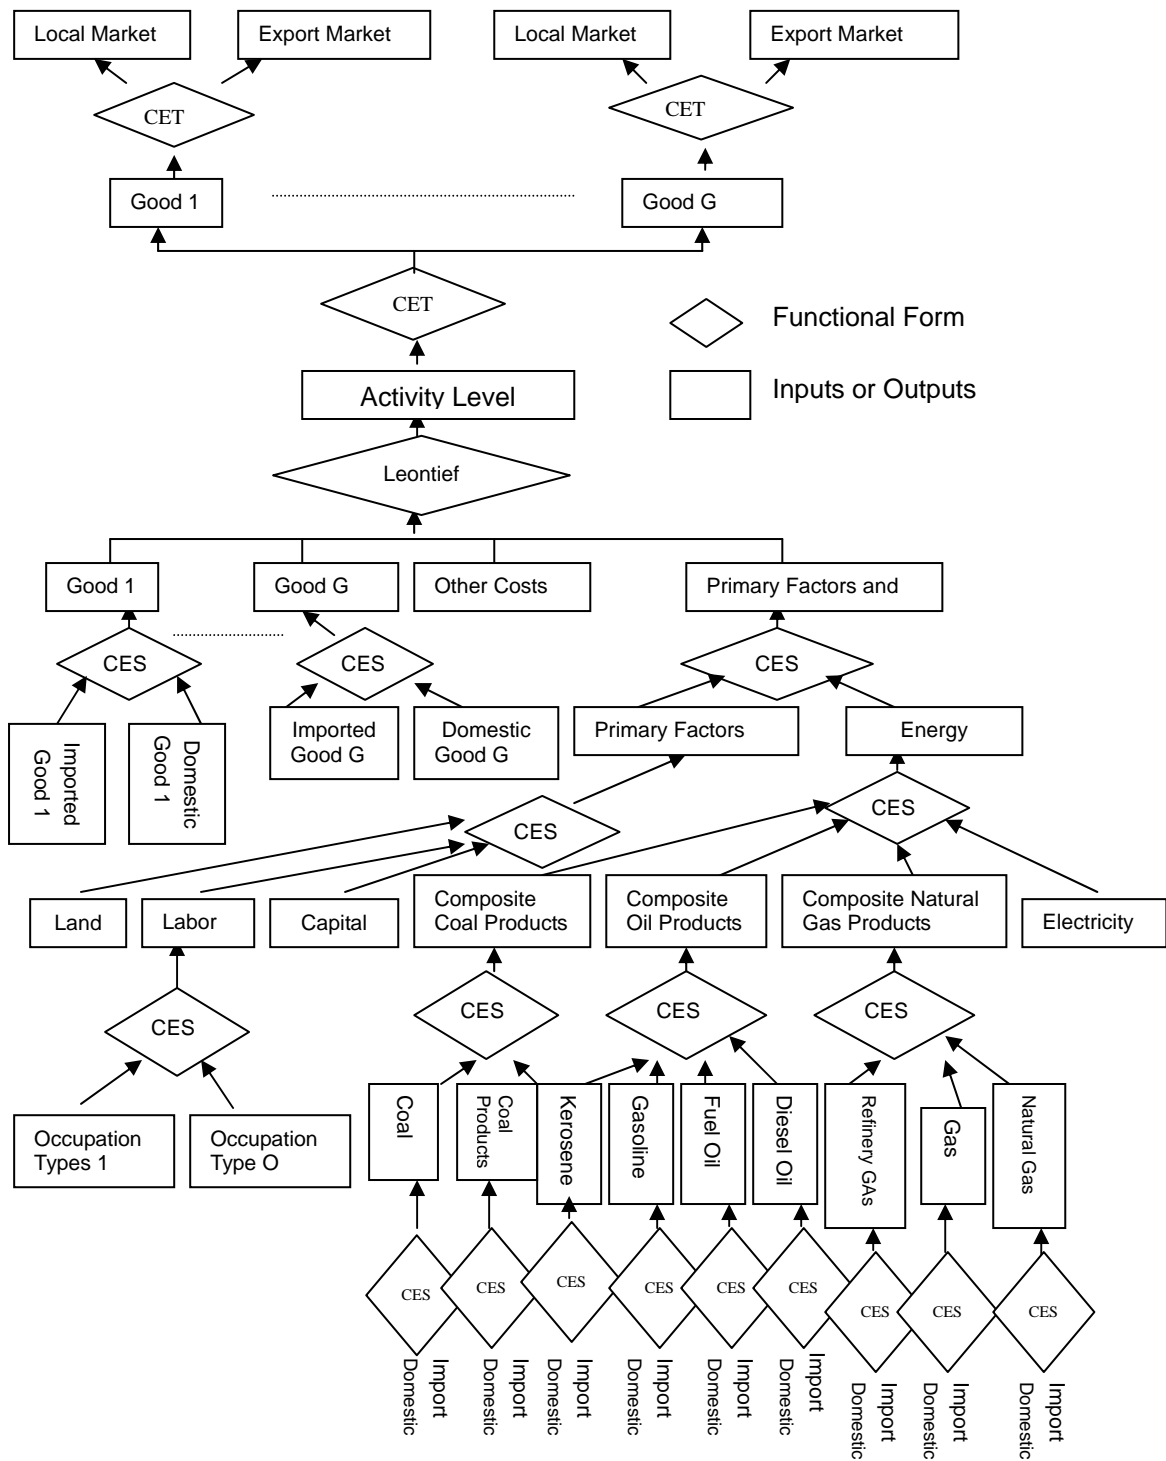 Local Market
Export Market
Local Market
Export Market
CET
CET
Good 1
Good G
CET
Functional Form
Activity Level
Inputs or Outputs
Leontief
Good 1
Good G
Other Costs
Primary Factors and
CES
CES
CES
Imported
Good 1
Domestic
Good 1
Imported
Good G
Domestic
Good G
Primary Factors
Energy
CES
CES
Land
Labor
Capital
Composite
Coal Products
Composite
Oil Products
Composite Natural
Gas Products
Electricity
CES
CES
CES
CES
Occupation
Types 1
Occupation
Type O
Coal
Coal
Products
Kerosene
Gasoline
Fuel Oil
Diesel Oil
Refinery GAs
Gas
Natural Gas
CES
CES
CES
CES
CES
CES
CES
CES
CES
Import
Domestic
Import
Domestic
Import
Domestic
Import
Domestic
Import
Domestic
Import
Domestic
Import
Domestic
Import
Domestic
Import
Domestic